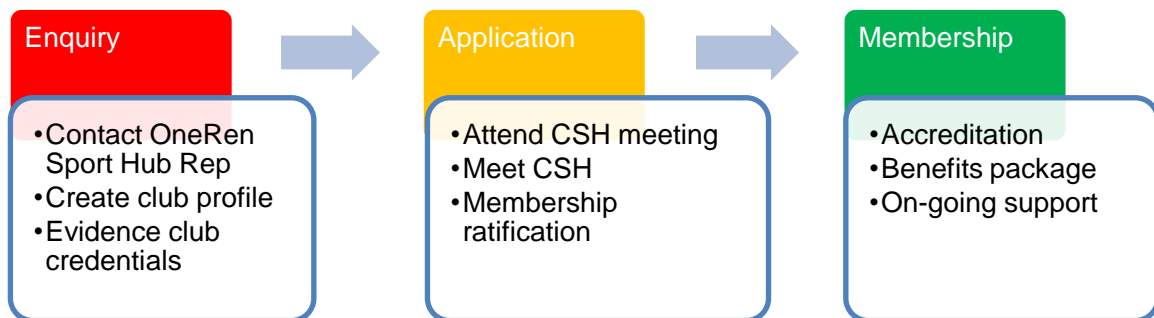 Enquiry
•Contact OneRen
Sport Hub Rep
•Create club profile
•Evidence club
credentials
Application
•Attend CSH meeting
•Meet CSH
•Membership
ratification
Membership
•Accreditation
•Benefits package
•On-going support